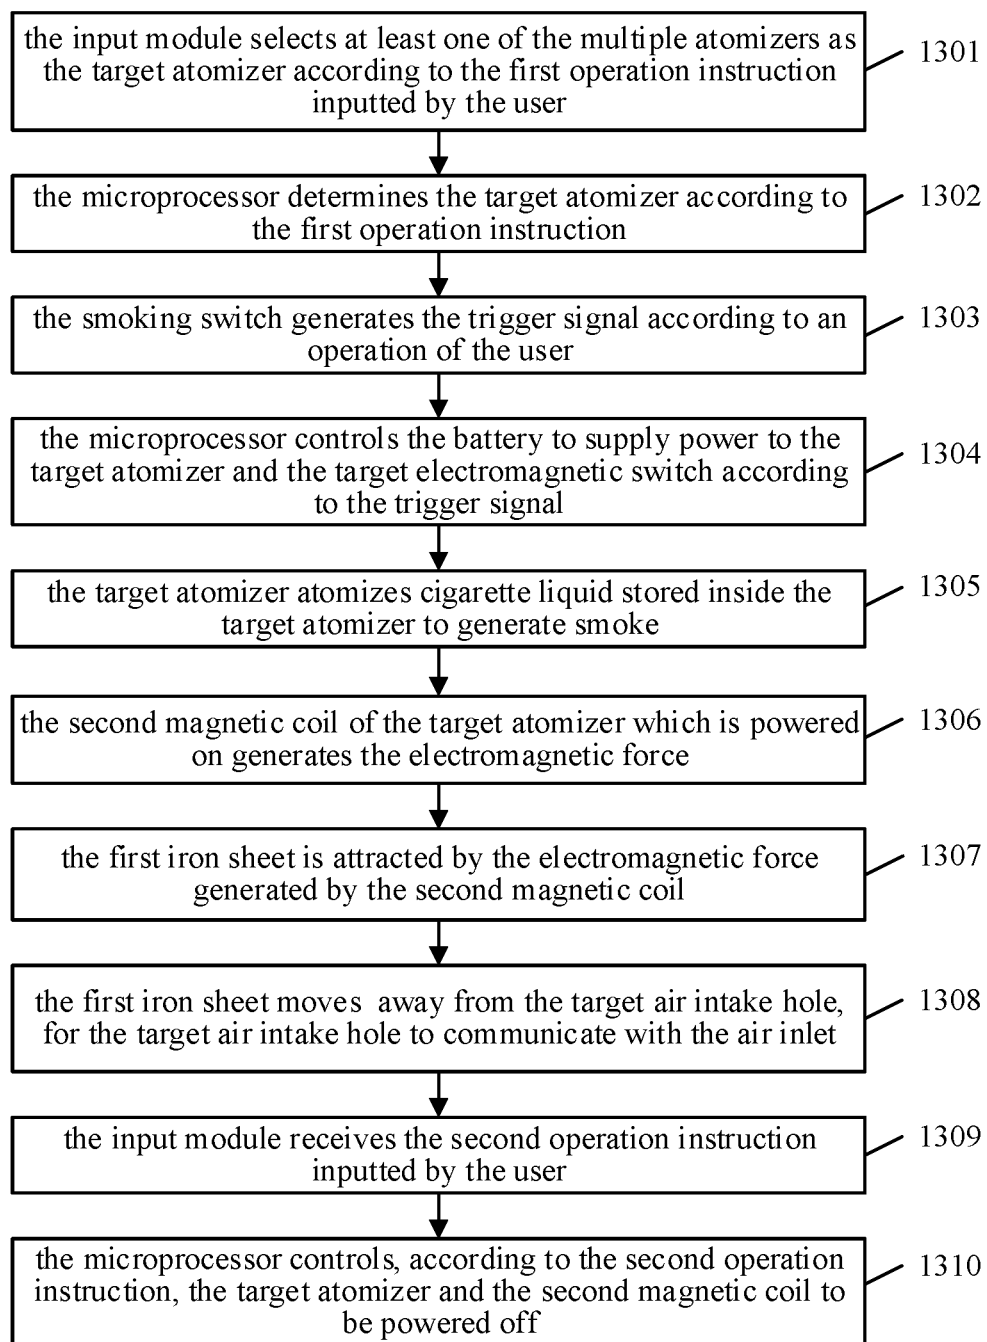 the input module selects at least one of the multiple atomizers as
the target atomizer according to the first operation instruction
inputted by the user
1301
the microprocessor determines the target atomizer according to
the first operation instruction
1302
the smoking switch generates the trigger signal according to an
operation of the user
1303
the microprocessor controls the battery to supply power to the
target atomizer and the target electromagnetic switch according
to the trigger signal
1304
the target atomizer atomizes cigarette liquid stored inside the
target atomizer to generate smoke
1305
the second magnetic coil of the target atomizer which is powered
on generates the electromagnetic force
1306
the first iron sheet is attracted by the electromagnetic force
generated by the second magnetic coil
1307
the first iron sheet moves away from the target air intake hole,
for the target air intake hole to communicate with the air inlet
1308
the input module receives the second operation instruction
inputted by the user
1309
the microprocessor controls, according to the second operation
instruction, the target atomizer and the second magnetic coil to
be powered off
1310